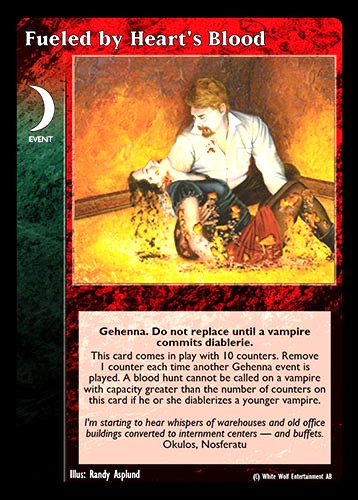 Fueled by Heart's Blood
EVENT
Gehenna. Do not replace until a vampire
commits diablerie.
This card comes in play with 10 counters. Remove
1 counter each time another Gehenna event is
played. A blood hunt cannot be called on a vampire
with capacity greater than the number of counters on
this card if he or she diablerizes a younger vampire.
I'm starting to hear whispers of warehouses and old office
buildings converted to internment centers — and buffets.
Okulos, Nosferatu
Illus: Randy Asplund
(C) White Wolf Entertainment AB